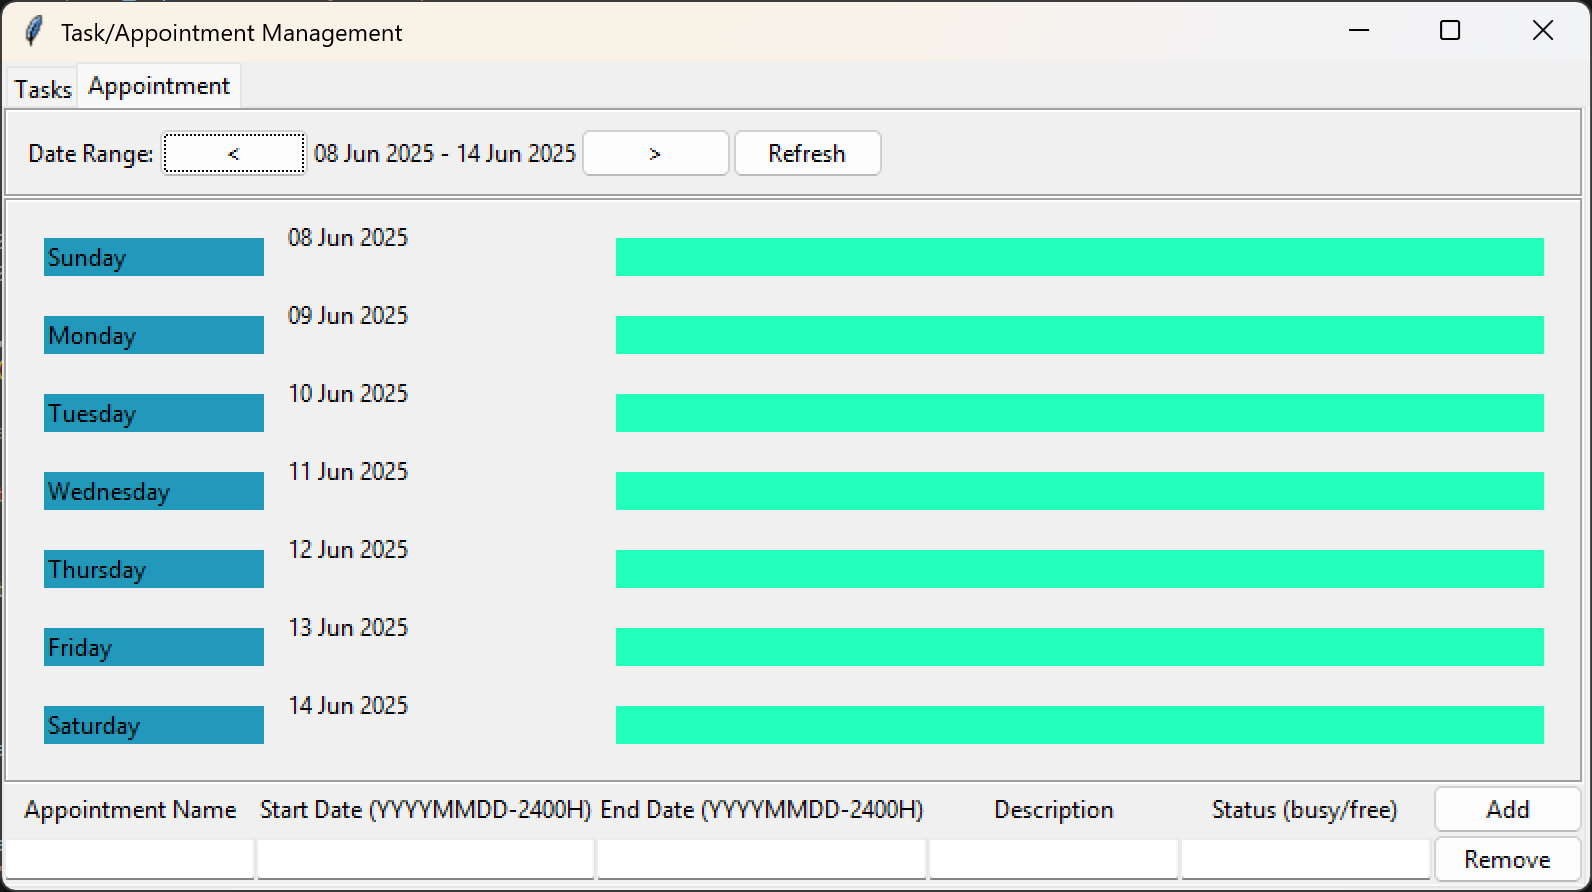 Task/Appointment Management
Tasks Appointment
Date Range: < 08 Jun 2025 - 14 Jun 2025 > Refresh
Sunday 08 Jun 2025
Monday 09 Jun 2025
Tuesday 10 Jun 2025
Wednesday 11 Jun 2025
Thursday 12 Jun 2025
Friday 13 Jun 2025
Saturday 14 Jun 2025
Appointment Name Start Date (YYYYMMDD-2400H) End Date (YYYYMMDD-2400H) Description Status (busy/free) Add
Remove